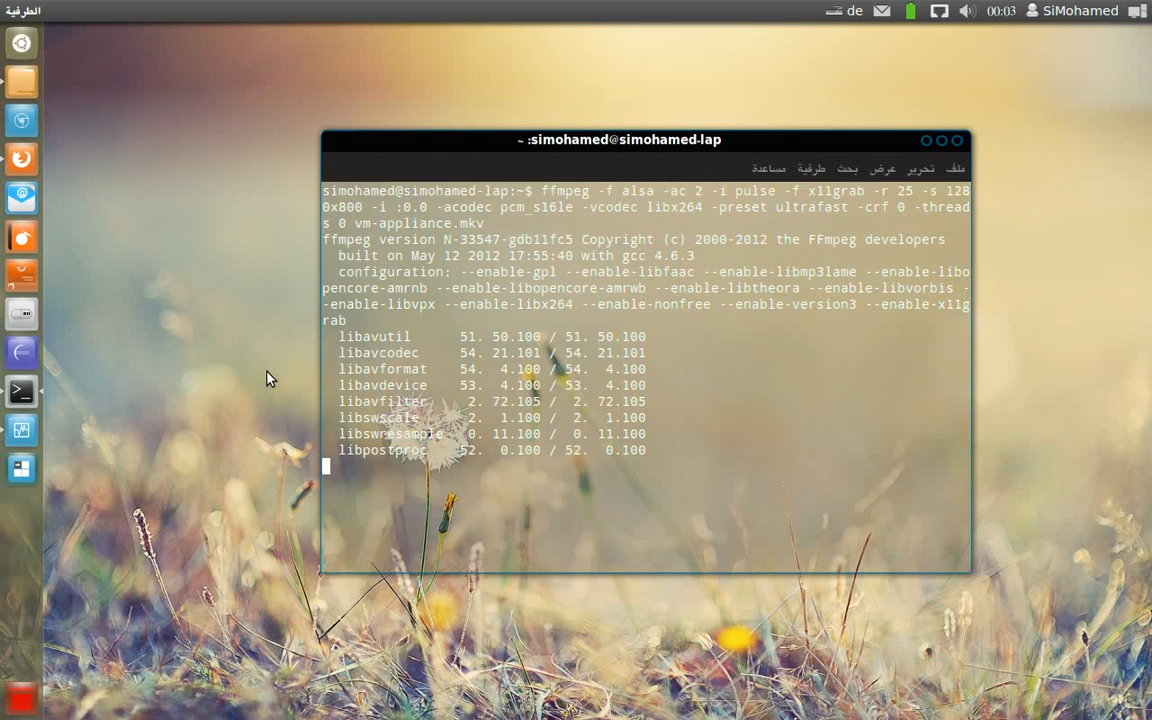 الطرفية
de
00:03
SiMohamed
simohamed@simohamed-lap: ~
ملف تحرير عرض بحث طرفية مساعدة
simohamed@simohamed-lap:~$ ffmpeg -f alsa -ac 2 -i pulse -f x11grab -r 25 -s 128
0x800 -i :0.0 -acodec pcm_s16le -vcodec libx264 -preset ultrafast -crf 0 -thread
s 0 vm-appliance.mkv
ffmpeg version N-33547-gdb11fc5 Copyright (c) 2000-2012 the FFmpeg developers
  built on May 12 2012 17:55:40 with gcc 4.6.3
  configuration: --enable-gpl --enable-libfaac --enable-libmp3lame --enable-libo
pencore-amrnb --enable-libopencore-amrwb --enable-libtheora --enable-libvorbis -
-enable-libvpx --enable-libx264 --enable-nonfree --enable-version3 --enable-x11g
rab
  libavutil      51. 50.100 / 51. 50.100
  libavcodec     54. 21.101 / 54. 21.101
  libavformat    54.  4.100 / 54.  4.100
  libavdevice    53.  4.100 / 53.  4.100
  libavfilter     2. 72.105 /  2. 72.105
  libswscale      2.  1.100 /  2.  1.100
  libswresample   0. 11.100 /  0. 11.100
  libpostproc    52.  0.100 / 52.  0.100